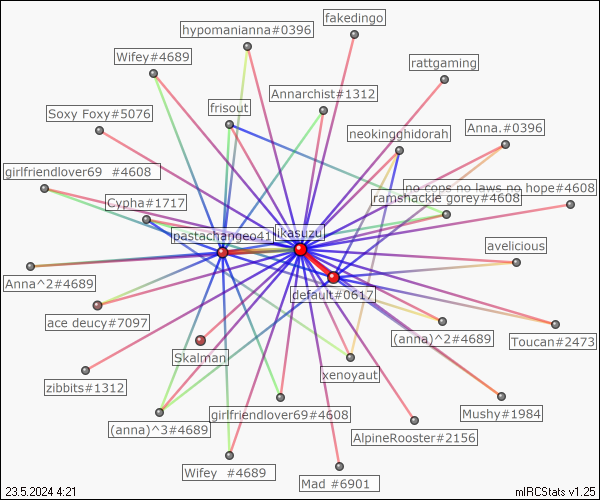 fakedingo
hypomanianna#0396
Wifey#4689
rattgaming
Annarchist#1312
frisout
Soxy Foxy#5076
neokingghidorah
Anna.#0396
girlfriendlover69 #4608
no cops no laws no hope#4608
ramshackle gorey#4608
Cypha#1717
pastachangeo41
ikasuzu
avelicious
Anna^2#4689
default#0617
ace deucy#7097
(anna)^2#4689
Toucan#2473
Skalman
xenoyaut
zibbits#1312
girlfriendlover69#4608
Mushy#1984
(anna)^3#4689
AlpineRooster#2156
Wifey #4689
Mad #6901
23.5.2024 4:21
mIRCStats v1.25